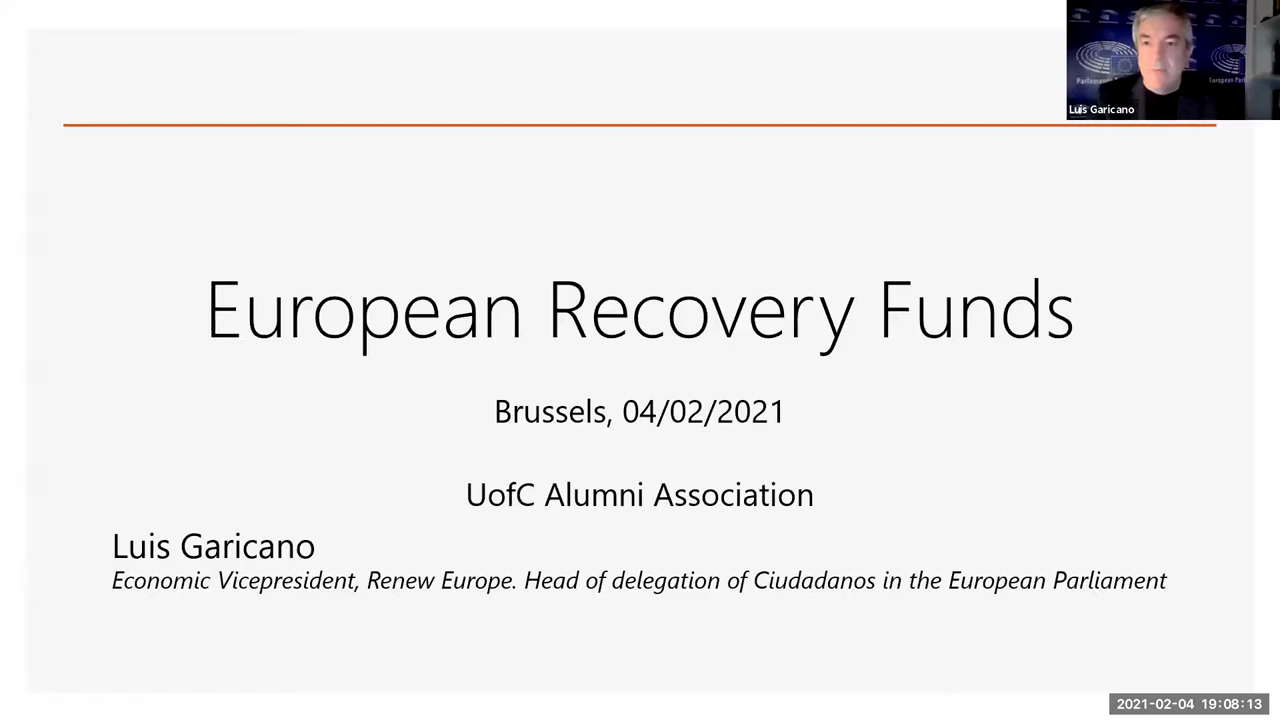 Luis Garicano
European Recovery Funds
Brussels, 04/02/2021
UofC Alumni Association
Luis Garicano
Economic Vicepresident, Renew Europe. Head of delegation of Ciudadanos in the European Parliament
2021-02-04 19:08:13